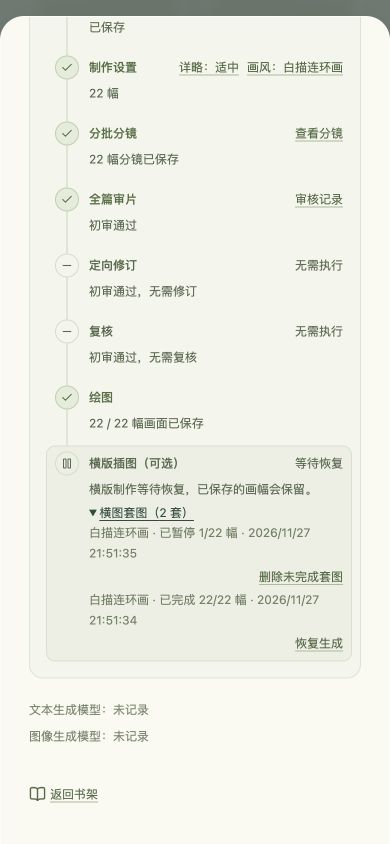 已保存
制作设置 详略：适中 画风：白描连环画
22 幅
分批分镜 查看分镜
22 幅分镜已保存
全篇审片 审核记录
初审通过
定向修订 无需执行
初审通过，无需修订
复核 无需执行
初审通过，无需复核
绘图
22 / 22 幅画面已保存
横版插图（可选） 等待恢复
横版制作等待恢复，已保存的画幅会保留。
▼横图套图（2 套）
白描连环画 · 已暂停 1/22 幅 · 2026/11/27
21:51:35
删除未完成套图
白描连环画 · 已完成 22/22 幅 · 2026/11/27
21:51:34
恢复生成
文本生成模型：未记录
图像生成模型：未记录
返回书架